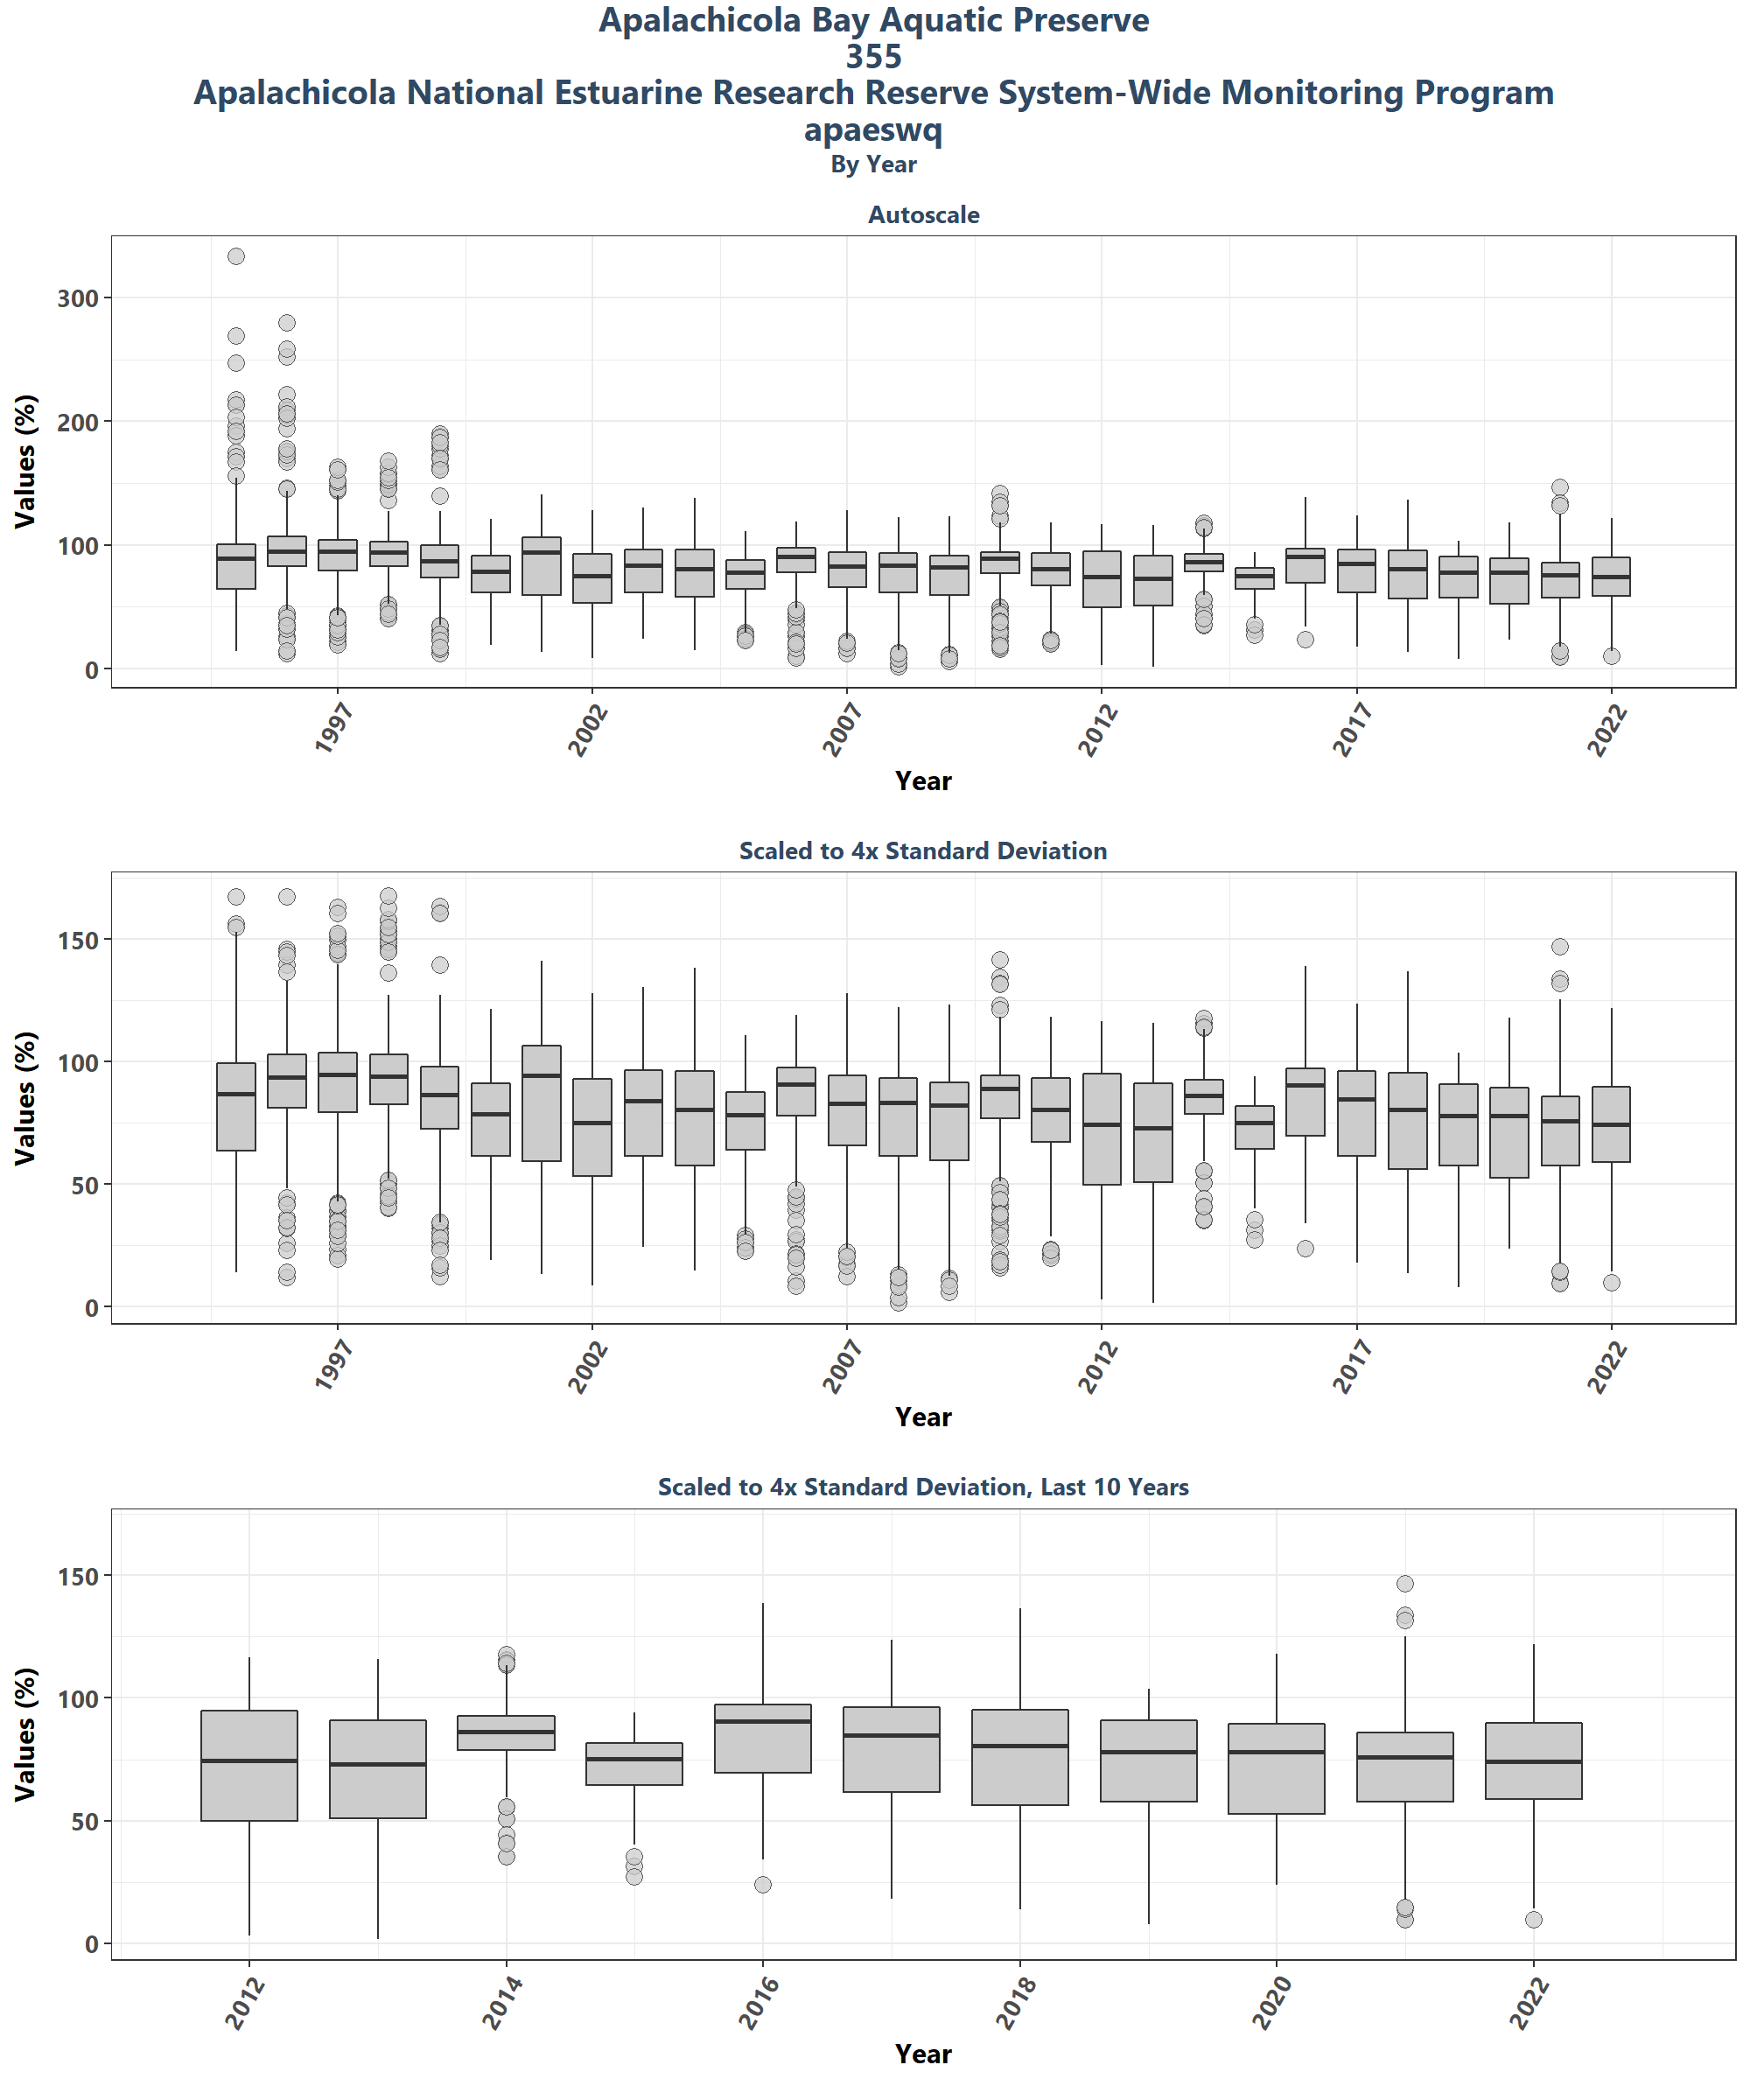 Apalachicola Bay Aquatic Preserve
355
Apalachicola National Estuarine Research Reserve System-Wide Monitoring Program
apaeswq
By Year
Autoscale
Values (%)
300
200
100
0
1997
2002
2007
2012
2017
2022
Year
Scaled to 4x Standard Deviation
Values (%)
150
100
50
0
1997
2002
2007
2012
2017
2022
Year
Scaled to 4x Standard Deviation, Last 10 Years
Values (%)
150
100
50
0
2012
2014
2016
2018
2020
2022
Year